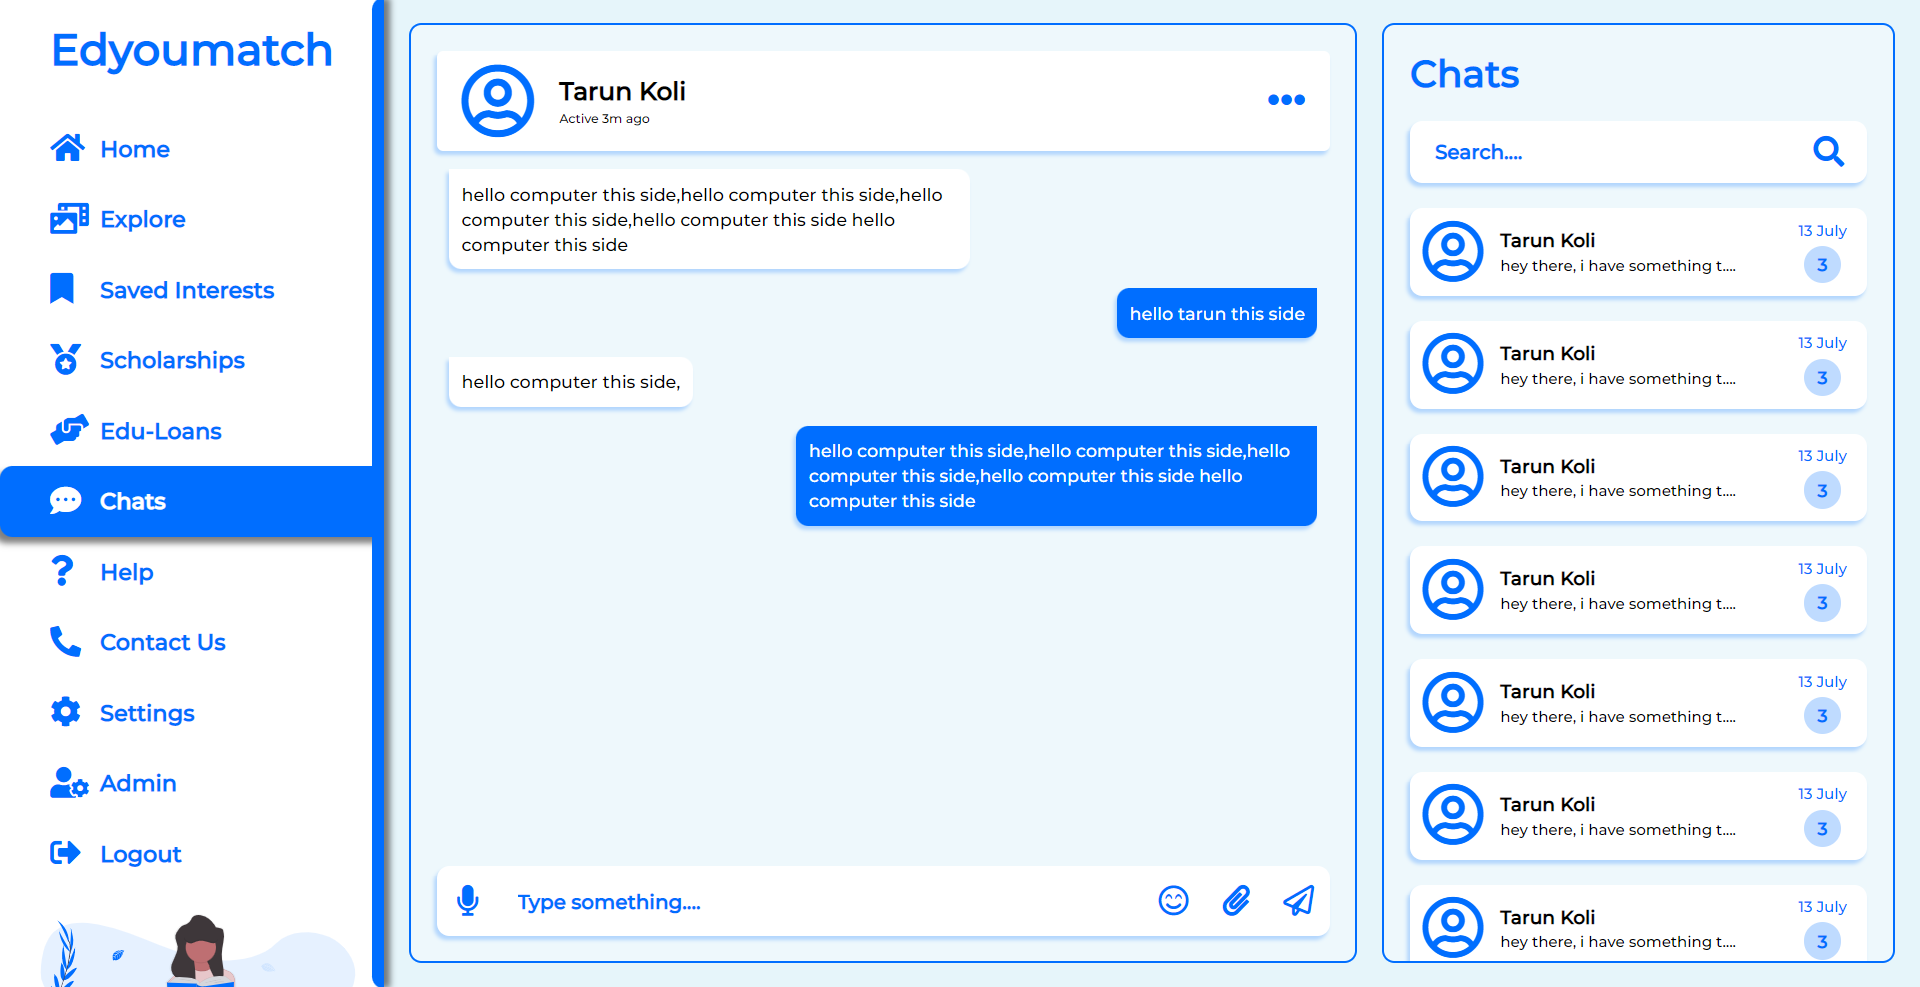 Edyoumatch
Home
Explore
Saved Interests
Scholarships
Edu-Loans
Chats
Help
Contact Us
Settings
Admin
Logout
Tarun Koli
Active 3m ago
hello computer this side,hello computer this side,hello
computer this side,hello computer this side hello
computer this side
hello tarun this side
hello computer this side,
hello computer this side,hello computer this side,hello
computer this side,hello computer this side hello
computer this side
Type something....
Chats
Search....
Tarun Koli
13 July
hey there, i have something t....
3
Tarun Koli
13 July
hey there, i have something t....
3
Tarun Koli
13 July
hey there, i have something t....
3
Tarun Koli
13 July
hey there, i have something t....
3
Tarun Koli
13 July
hey there, i have something t....
3
Tarun Koli
13 July
hey there, i have something t....
3
Tarun Koli
13 July
hey there, i have something t....
3